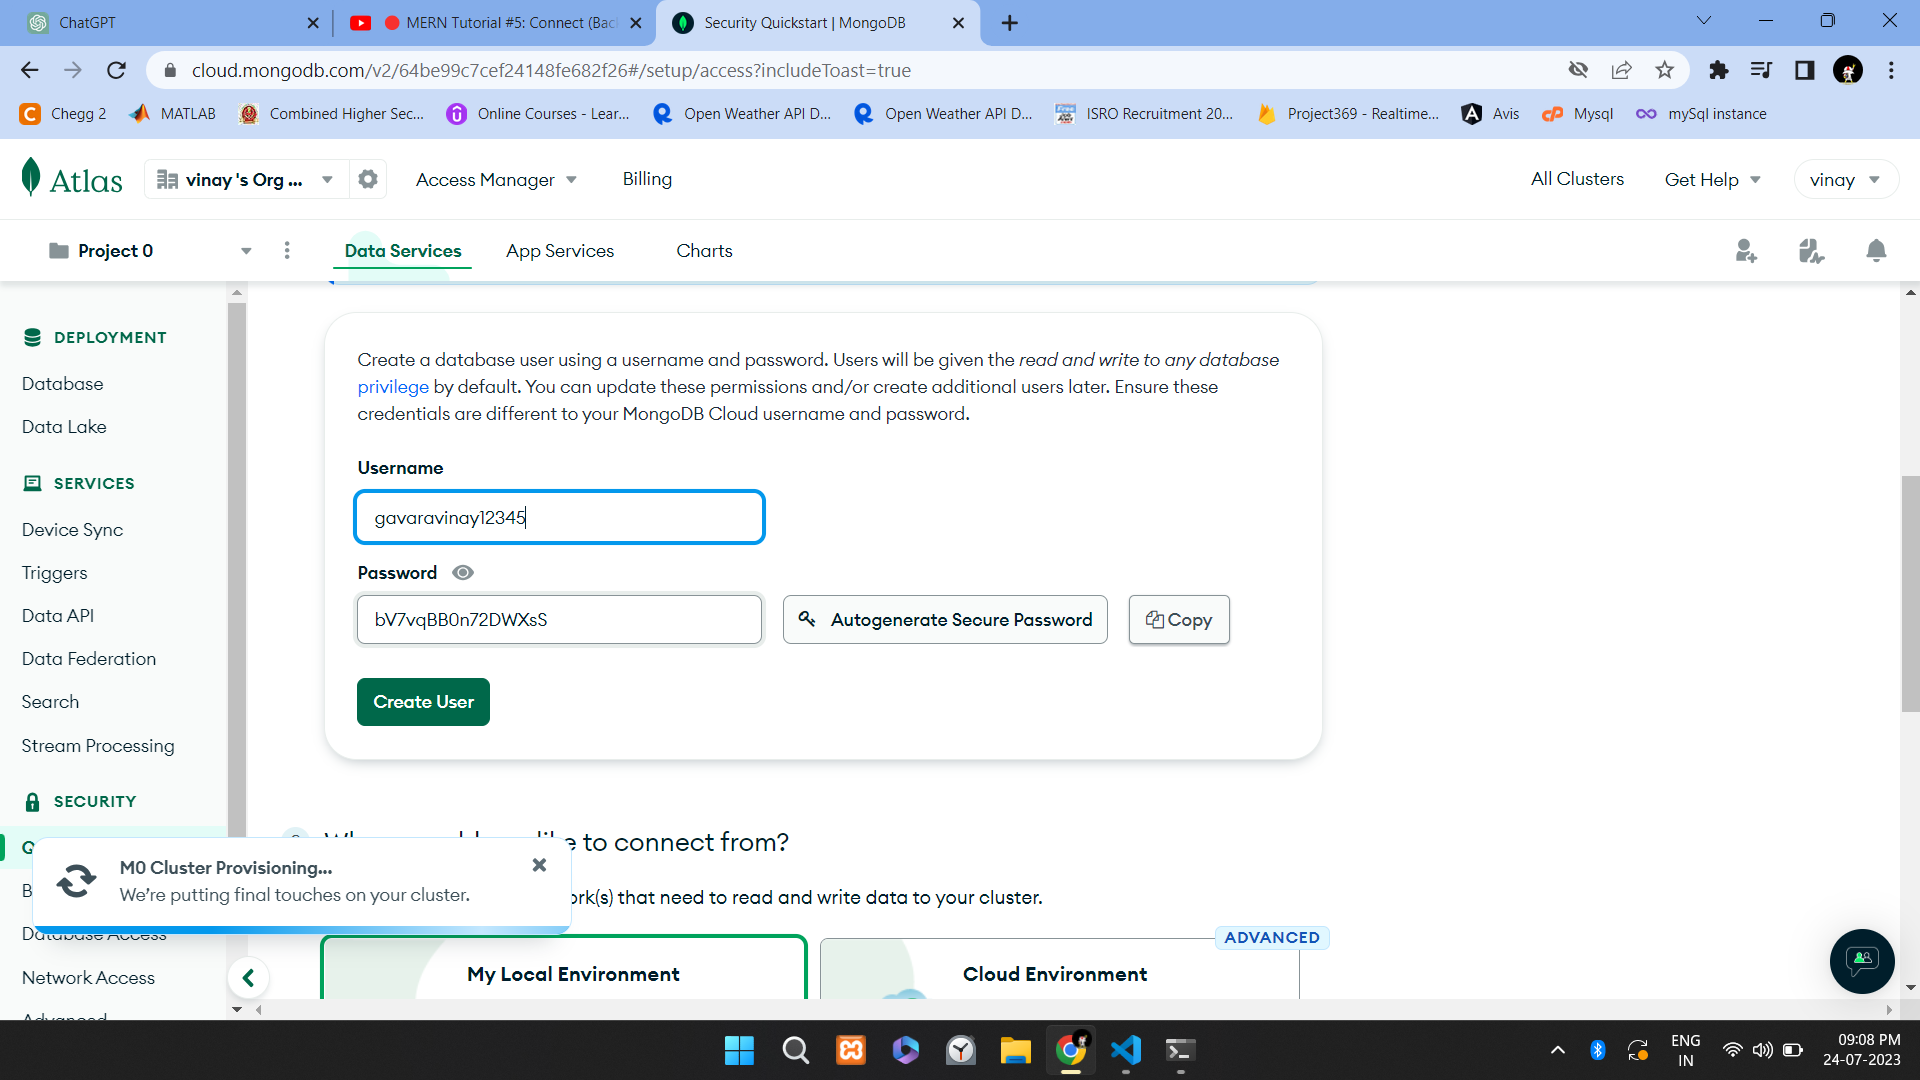 ChatGPT
MERN Tutorial #5: Connect (Bac
Security Quickstart | MongoDB
cloud.mongodb.com/v2/64be99c7cef24148fe682f26#/setup/access?includeToast=true
Chegg 2
MATLAB
Combined Higher Sec...
Online Courses - Lear...
Open Weather API D...
Open Weather API D...
ISRO Recruitment 20...
Project369 - Realtime...
Avis
Mysql
mySql instance
Atlas
vinay 's Org ...
Access Manager
Billing
All Clusters
Get Help
vinay
Project 0
Data Services
App Services
Charts
DEPLOYMENT
Database
Data Lake
SERVICES
Device Sync
Triggers
Data API
Data Federation
Search
Stream Processing
SECURITY
Database Access
Network Access
Advanced
Create a database user using a username and password. Users will be given the read and write to any database
privilege by default. You can update these permissions and/or create additional users later. Ensure these
credentials are different to your MongoDB Cloud username and password.
Username
gavaravinay12345
Password
bV7vqBB0n72DWXsS
Autogenerate Secure Password
Copy
Create User
to connect from?
that need to read and write data to your cluster.
M0 Cluster Provisioning...
We're putting final touches on your cluster.
ADVANCED
My Local Environment
Cloud Environment
ENG
IN
09:08 PM
24-07-2023